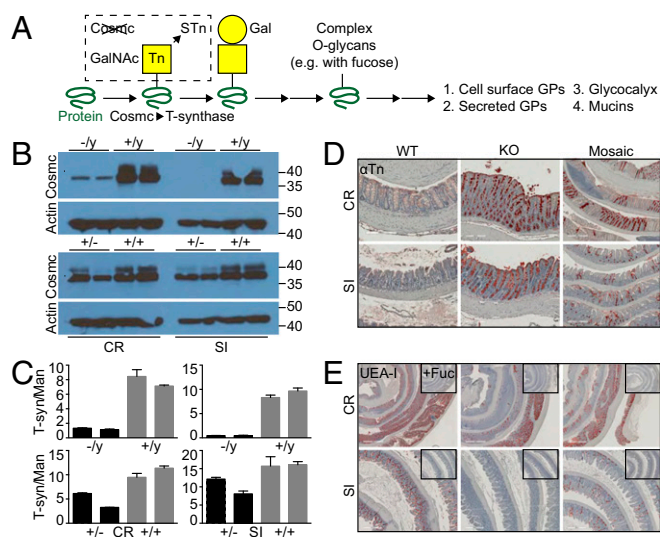 A
Cosmc
STn
Gal
GalNAc
Tn
Complex
O-glycans
(e.g. with fucose)
Protein
Cosmc
T-synthase
1. Cell surface GPs
2. Secreted GPs
3. Glycocalyx
4. Mucins
B
-/y +/y -/y +/y
Cosmc
40
35
Actin
50
40
+/- +/+ +/- +/+
Cosmc
40
35
Actin
50
40
CR SI
C
T-syn/Man
10
8
6
4
2
0
-/y +/y
15
10
5
0
-/y +/y
T-syn/Man
15
10
5
0
+/- CR +/+
20
15
10
5
0
+/- SI +/+
D
WT KO Mosaic
αTn
CR
SI
E
UEA-I +Fuc
CR
SI